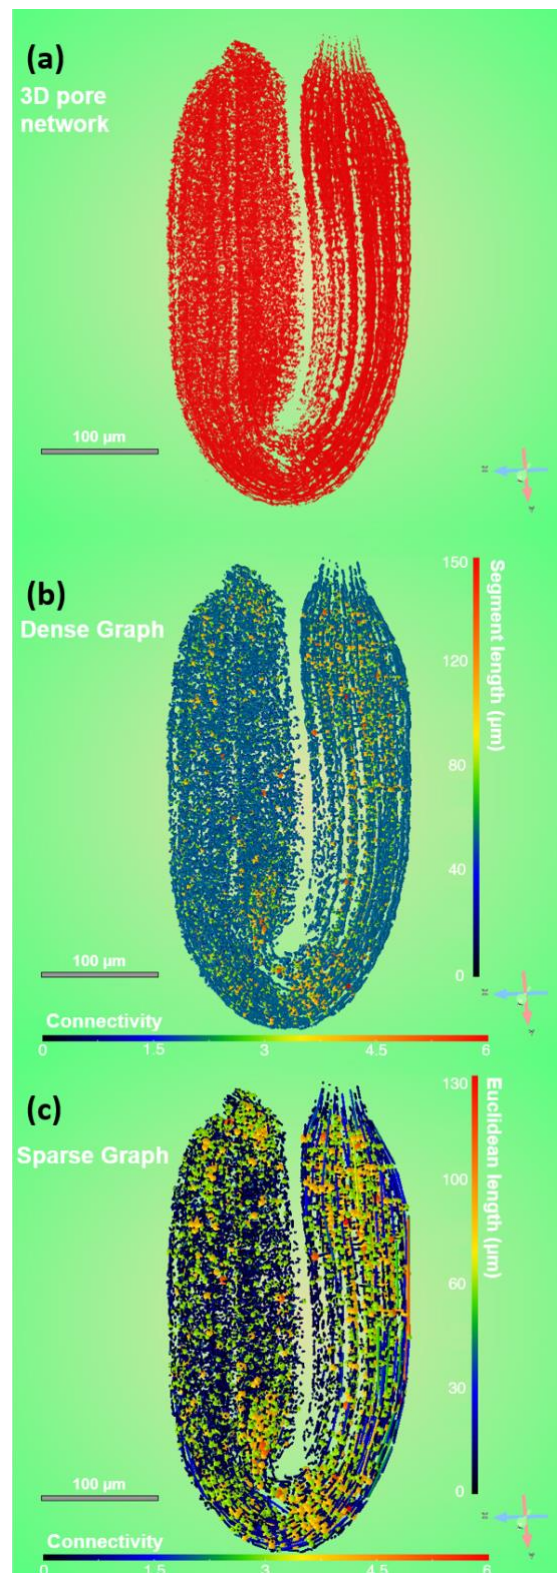 (a)
3D pore
network
100 µm
(b)
Dense Graph
150
120
80
40
0
Segment length (µm)
100 µm
Connectivity
0 1.5 3 4.5 6
(c)
Sparse Graph
130
100
60
30
0
Euclidean length (µm)
100 µm
Connectivity
0 1.5 3 4.5 6